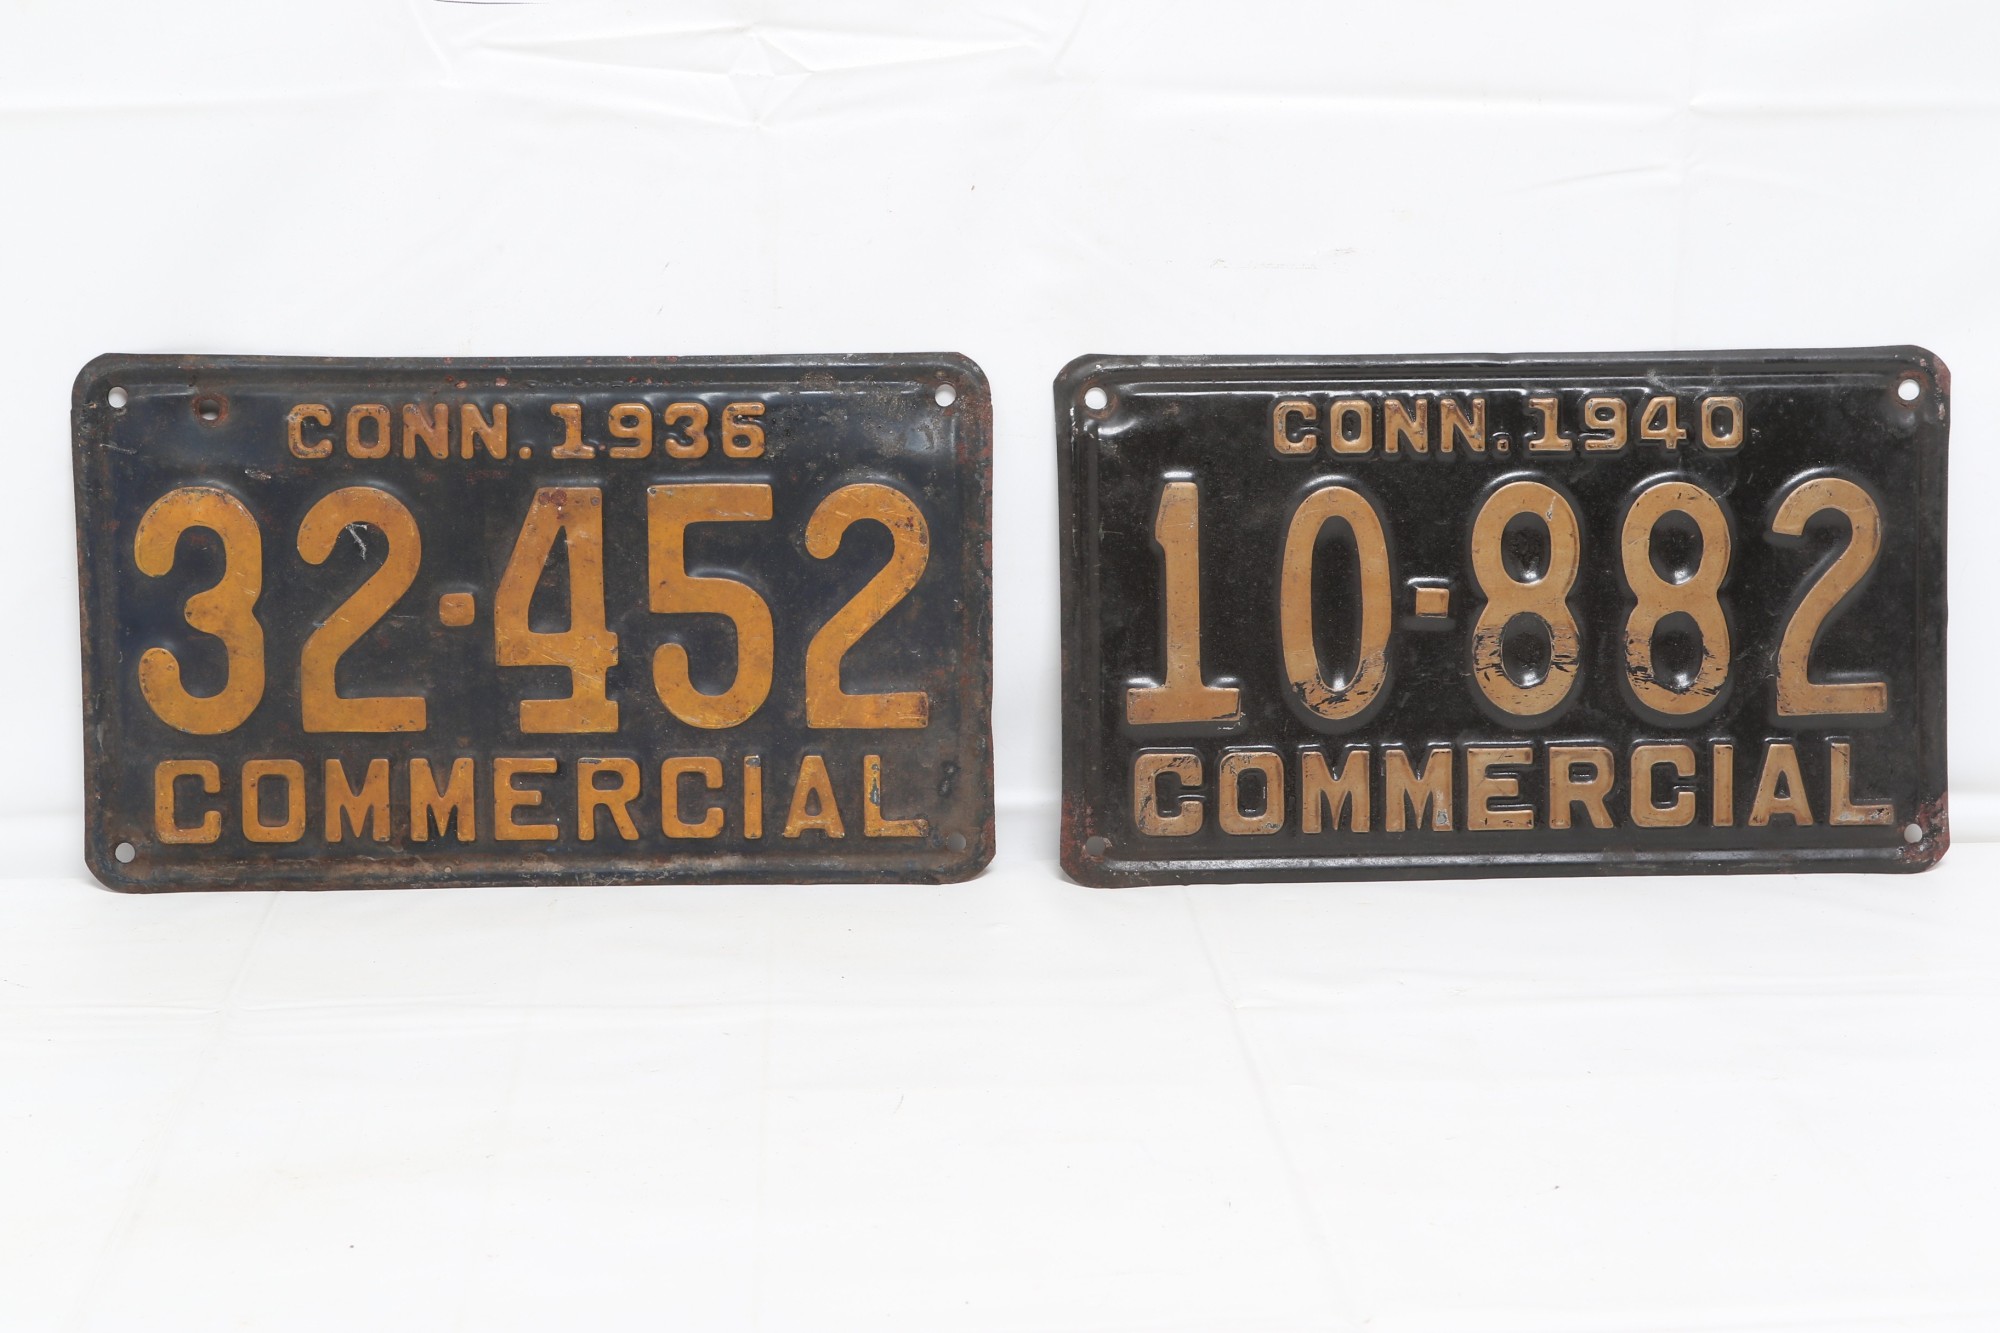 CONN. 1936
32-452
COMMERCIAL
CONN. 1940
10-882
COMMERCIAL